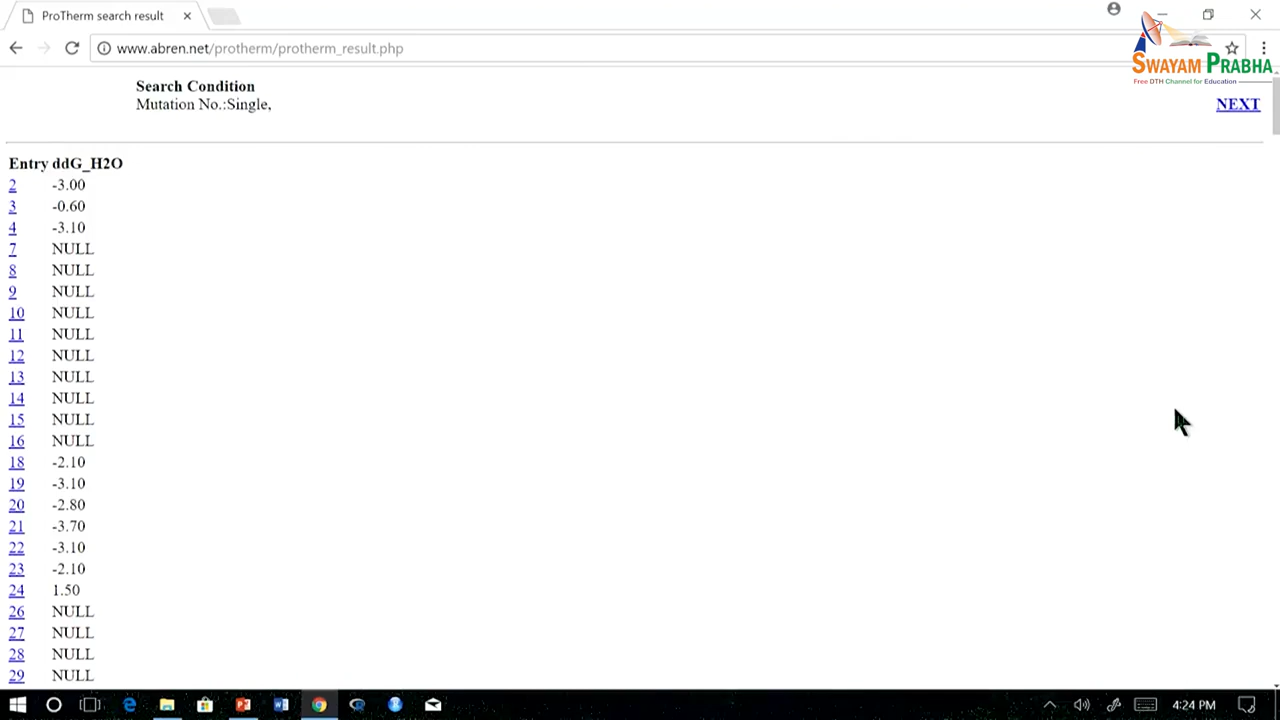 ProTherm search result
www.abren.net/protherm/protherm_result.php
SWAYAM PRABHA
Free DTH Channel for Education
Search Condition
Mutation No.:Single,
NEXT
Entry ddG_H2O
2 -3.00
3 -0.60
4 -3.10
7 NULL
8 NULL
9 NULL
10 NULL
11 NULL
12 NULL
13 NULL
14 NULL
15 NULL
16 NULL
18 -2.10
19 -3.10
20 -2.80
21 -3.70
22 -3.10
23 -2.10
24 1.50
26 NULL
27 NULL
28 NULL
29 NULL
4:24 PM